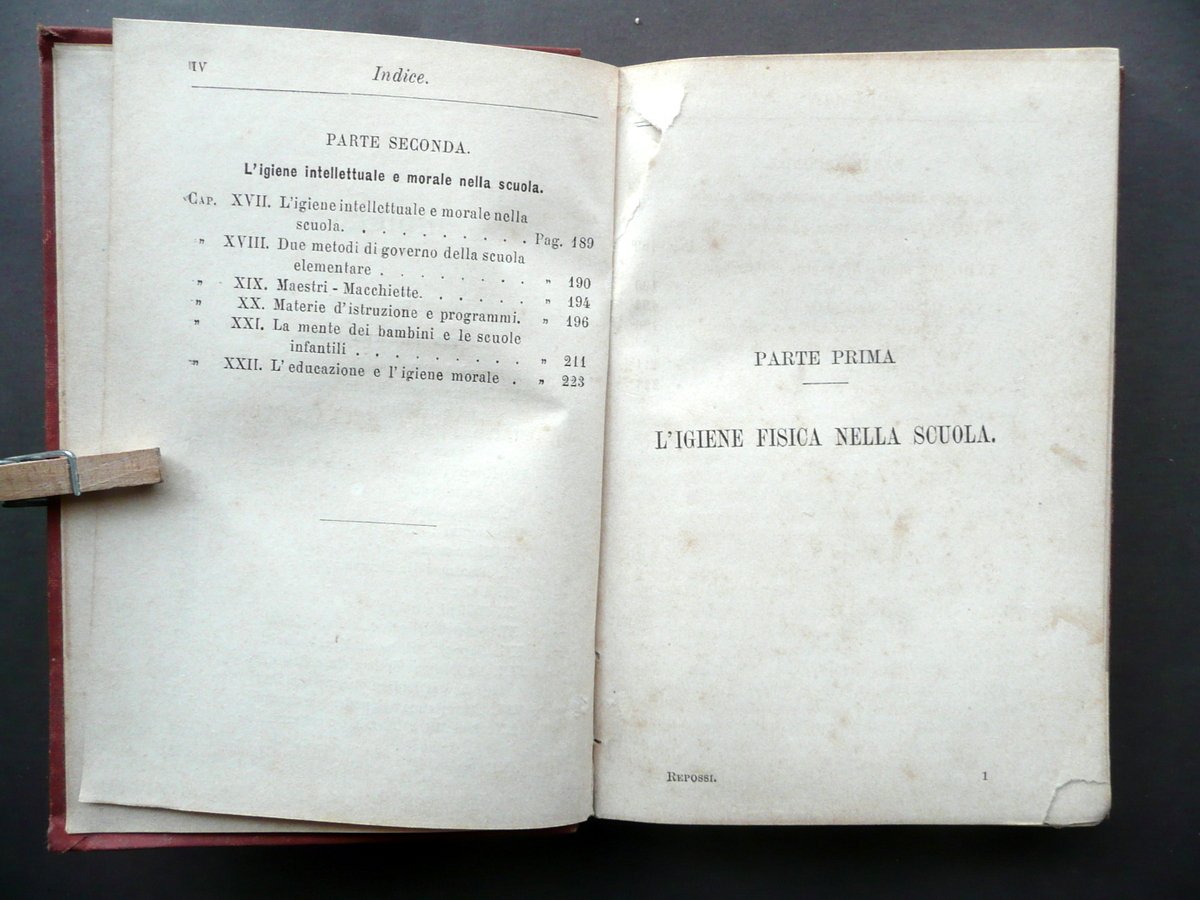 IV Indice.
PARTE SECONDA.
L'igiene intellettuale e morale nella scuola.
CAP. XVII. L'igiene intellettuale e morale nella
scuola. . . . . . . . . . Pag. 189
„ XVIII. Due metodi di governo della scuola
elementare . . . . . . . „ 190
„ XIX. Maestri - Macchiette. . . . . . „ 194
„ XX. Materie d'istruzione e programmi. „ 196
„ XXI. La mente dei bambini e le scuole
infantili . . . . . . . . . „ 211
„ XXII. L'educazione e l'igiene morale . „ 223
PARTE PRIMA
L'IGIENE FISICA NELLA SCUOLA.
REPOSSI. 1